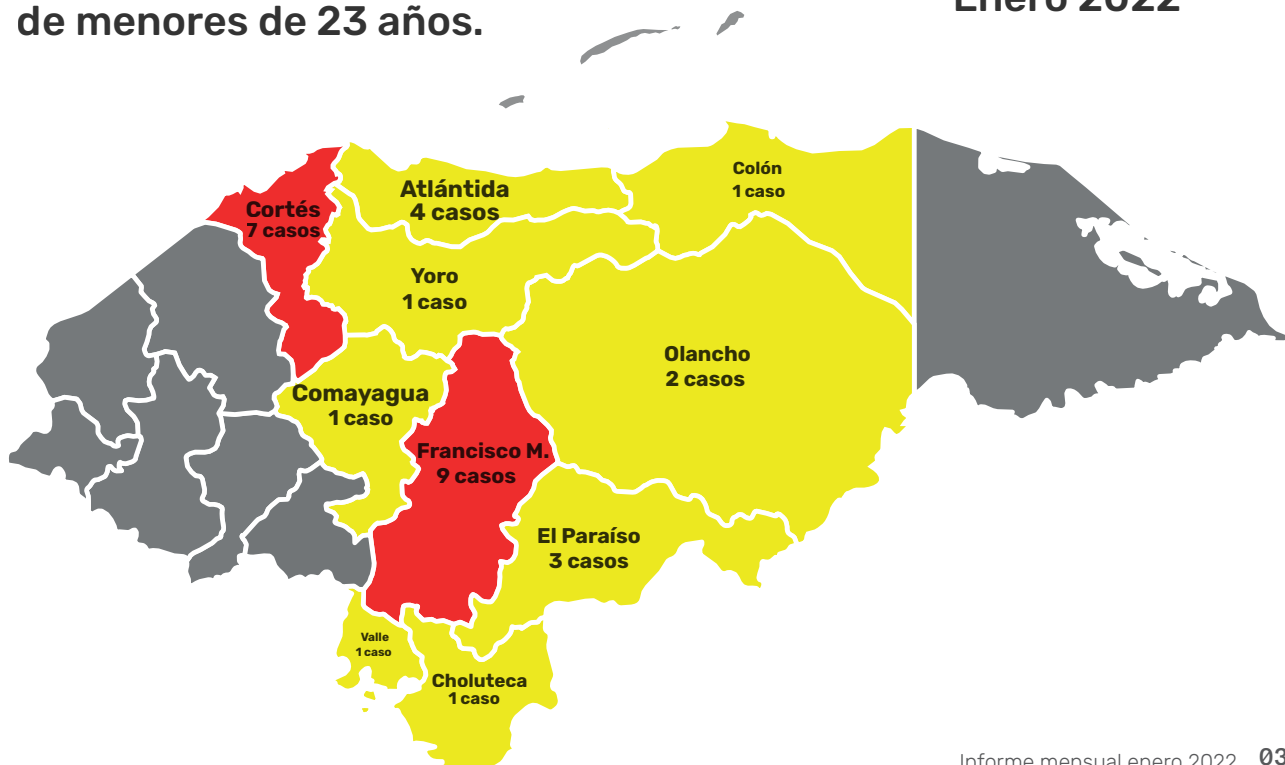 de menores de 23 años.
Enero 2022
Colón
1 caso
Atlántida
4 casos
Cortés
7 casos
Yoro
1 caso
Olancho
2 casos
Comayagua
1 caso
Francisco M.
9 casos
El Paraíso
3 casos
Valle
1 caso
Choluteca
1 caso
Informe mensual enero 2022 03